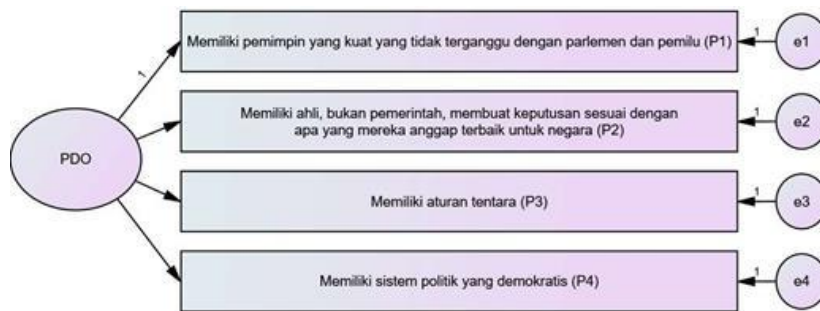 PDO
1
Memiliki pemimpin yang kuat yang tidak terganggu dengan parlemen dan pemilu (P1)
1
e1
Memiliki ahli, bukan pemerintah, membuat keputusan sesuai dengan
apa yang mereka anggap terbaik untuk negara (P2)
1
e2
Memiliki aturan tentara (P3)
1
e3
Memiliki sistem politik yang demokratis (P4)
1
e4